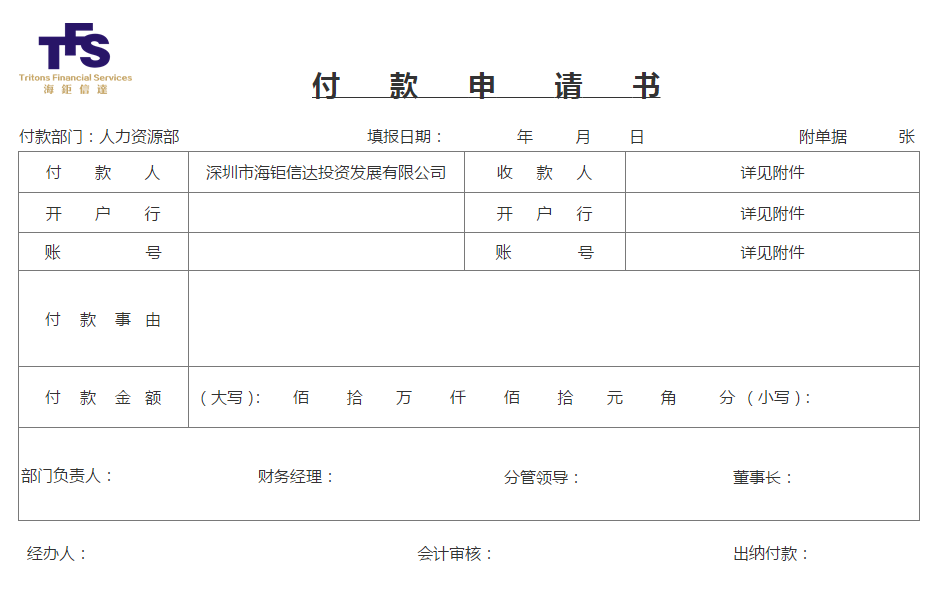 TFS
Tritons Financial Services
海鉅信達
付款申请书
付款部门：人力资源部 填报日期： 年 月 日 附单据 张
付款人 深圳市海钜信达投资发展有限公司 收款人 详见附件
开户行 开户行 详见附件
账号 账号 详见附件
付款事由
付款金额 （大写）： 佰 拾 万 仟 佰 拾 元 角 分（小写）：
部门负责人： 财务经理： 分管领导： 董事长：
经办人： 会计审核： 出纳付款：